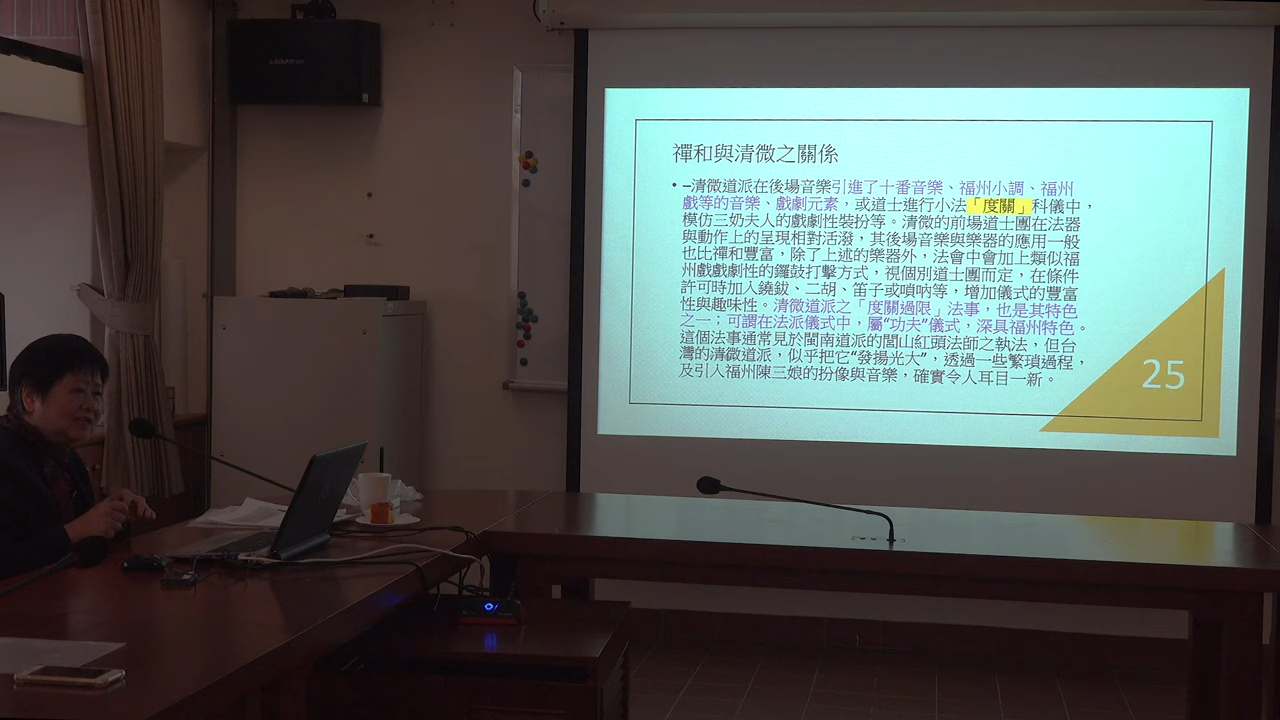 禪和與清微之關係
• –清微道派在後場音樂引進了十番音樂、福州小調、福州
戲等的音樂、戲劇元素，或道士進行小法「度關」科儀中，
模仿三奶夫人的戲劇性裝扮等。清微的前場道士團在法器
與動作上的呈現相對活潑，其後場音樂與樂器的應用一般
也比禪和豐富，除了上述的樂器外，法會中會加上類似福
州戲戲劇性的鑼鼓打擊方式，視個別道士團而定，在條件
許可時加入鐃鈸、二胡、笛子或嗩吶等，增加儀式的豐富
性與趣味性。清微道派之「度關過限」法事，也是其特色
之一；可謂在法派儀式中，屬“功夫”儀式，深具福州特色。
這個法事通常見於閩南道派的閭山紅頭法師之執法，但台
灣的清微道派，似乎把它“發揚光大”，透過一些繁瑣過程，
及引入福州陳三娘的扮像與音樂，確實令人耳目一新。
25